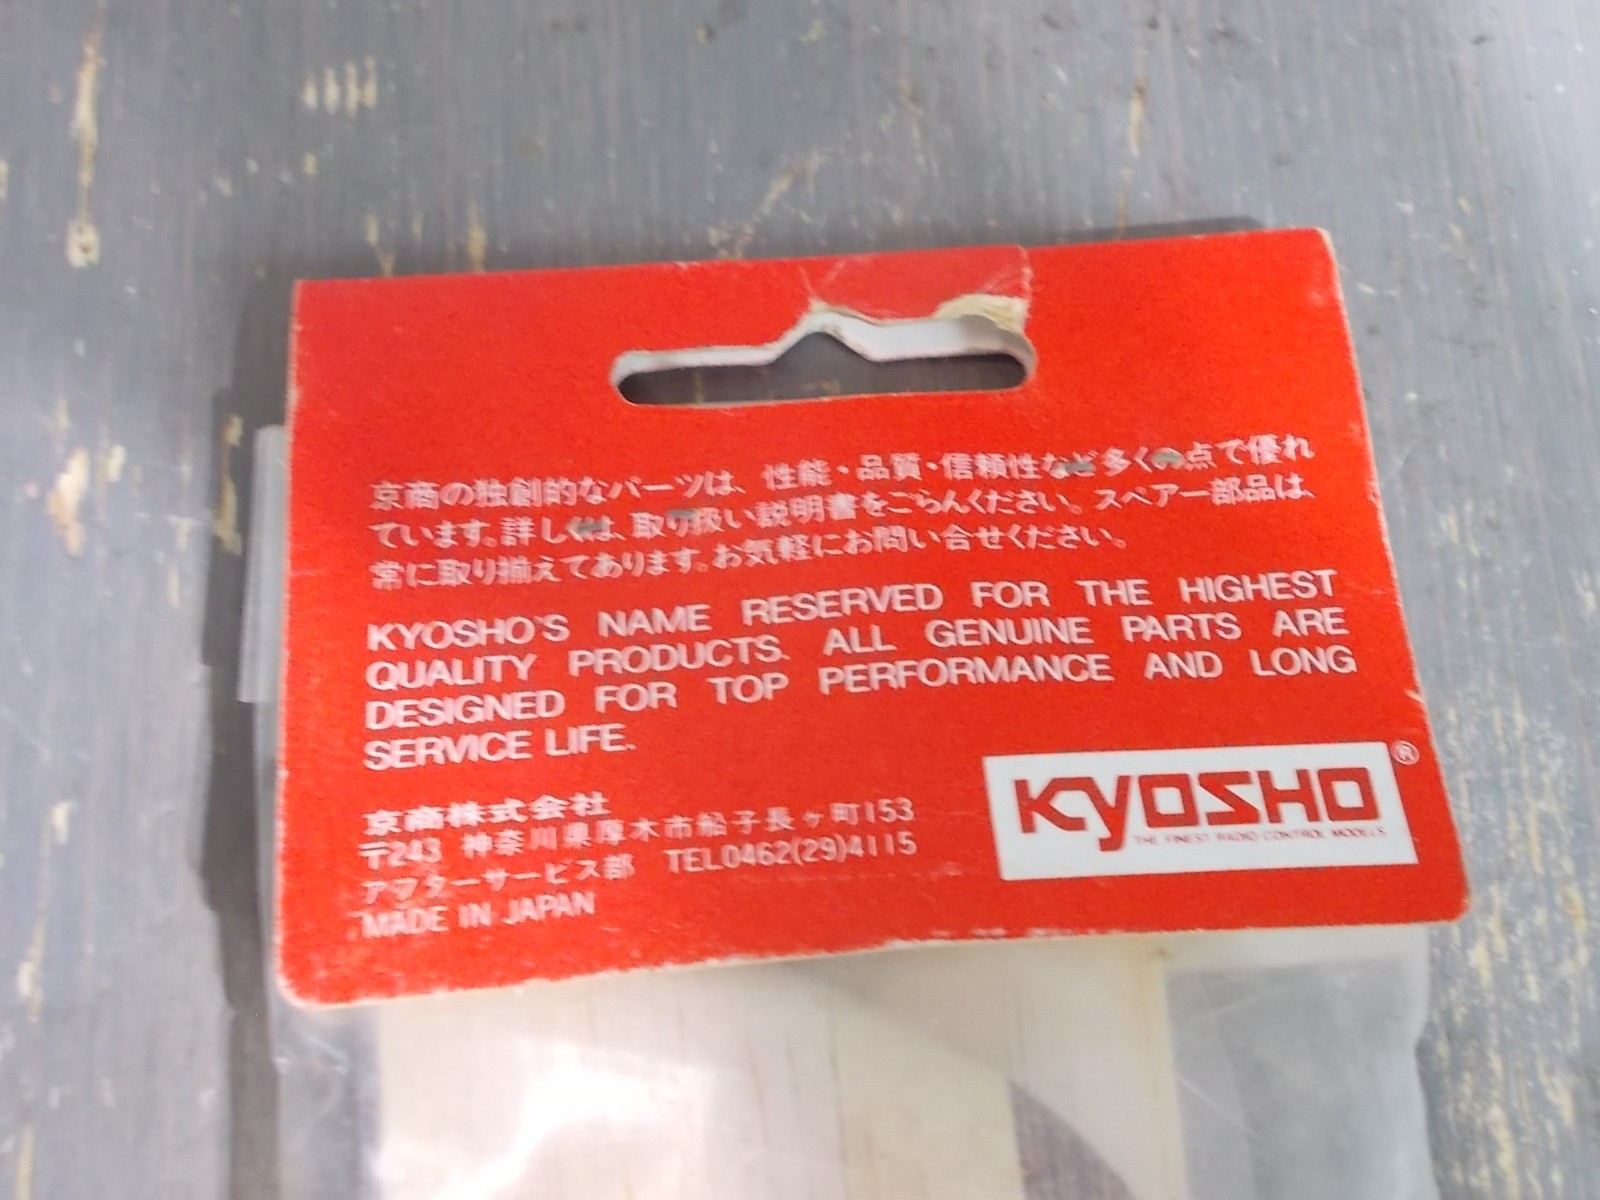 京商の独創的なパーツは、性能・品質・信頼性など多くの点で優れ
ています。詳しくは、取り扱い説明書をごらんください。スペアー部品は、
常に取り揃えてあります。お気軽にお問い合せください。
KYOSHO'S NAME RESERVED FOR THE HIGHEST
QUALITY PRODUCTS. ALL GENUINE PARTS ARE
DESIGNED FOR TOP PERFORMANCE AND LONG
SERVICE LIFE.
京商株式会社
〒243 神奈川県厚木市船子長ヶ町153
アフターサービス部 TEL0462(29)4115
MADE IN JAPAN
KYOSHO®
THE FINEST RADIO CONTROL MODELS